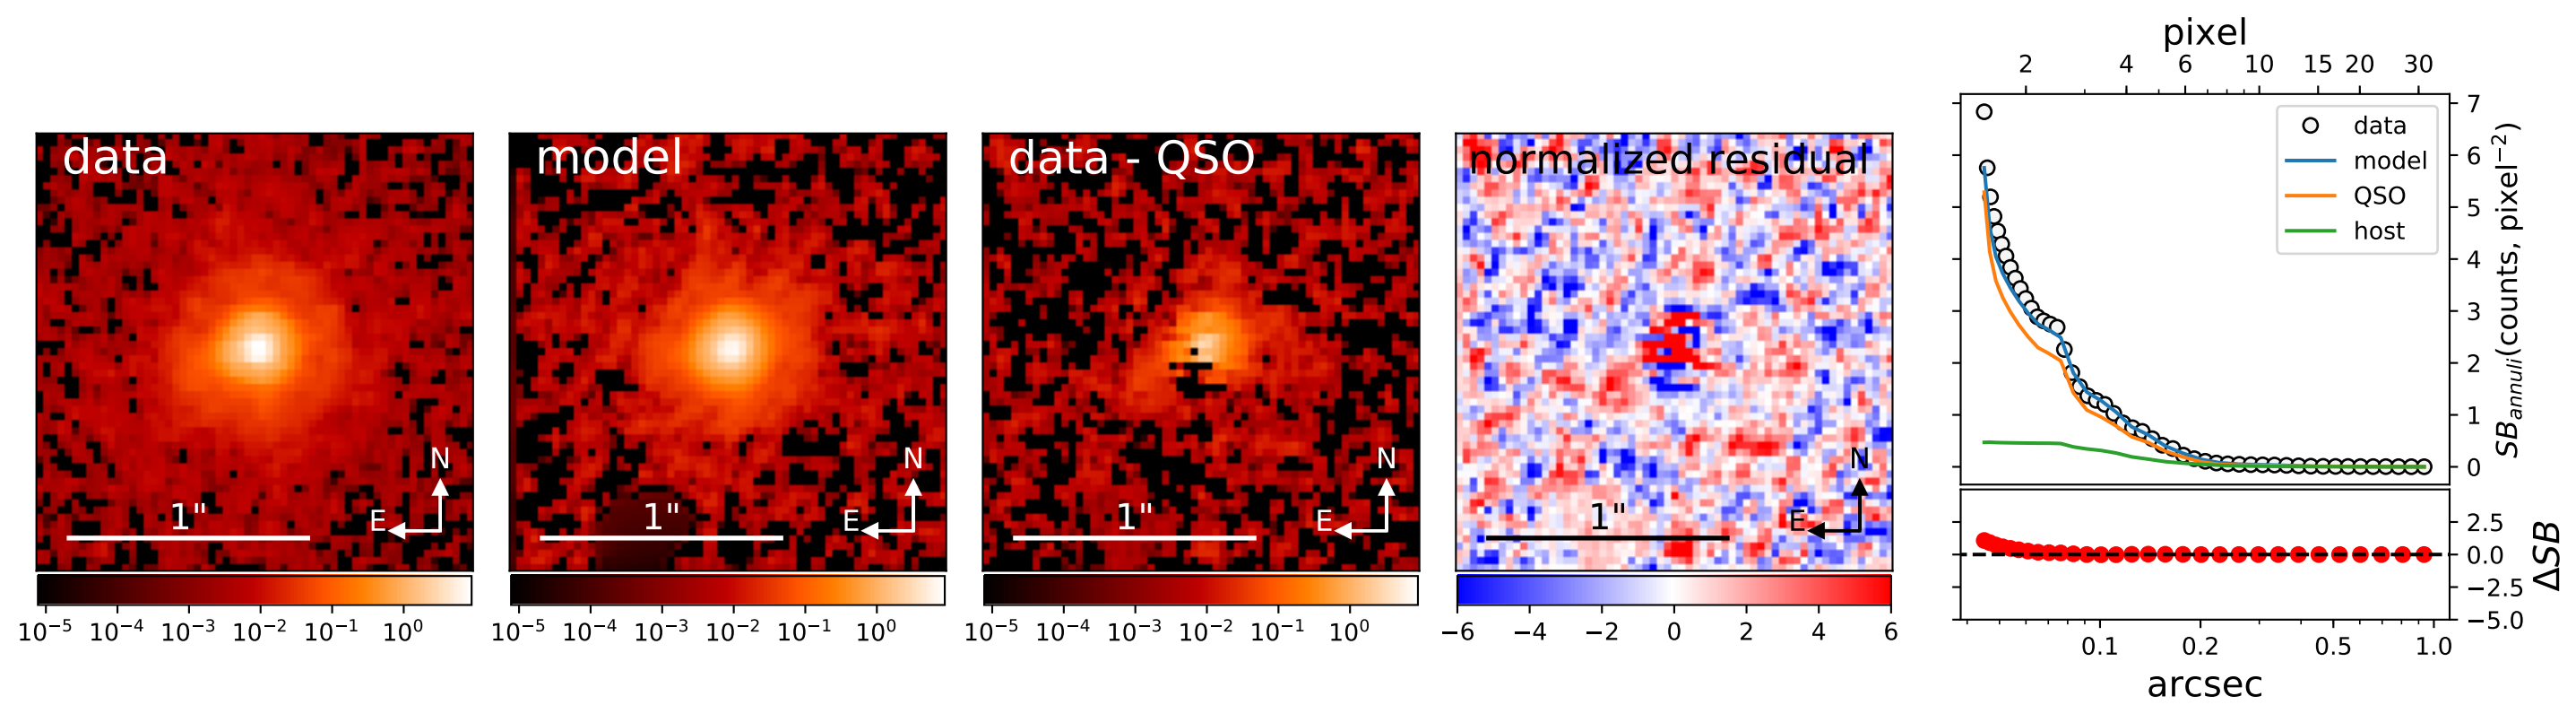 data
1"
N
E
10⁻⁵ 10⁻⁴ 10⁻³ 10⁻² 10⁻¹ 10⁰
model
1"
N
E
10⁻⁵ 10⁻⁴ 10⁻³ 10⁻² 10⁻¹ 10⁰
data - QSO
1"
N
E
10⁻⁵ 10⁻⁴ 10⁻³ 10⁻² 10⁻¹ 10⁰
normalized residual
1"
N
E
−6 −4 −2 0 2 4 6
pixel
2 4 6 10 15 20 30
data
model
QSO
host
7
6
5
4
3
2
1
0
SB_annuli(counts, pixel⁻²)
2.5
0.0
−2.5
−5.0
ΔSB
0.1 0.2 0.5 1.0
arcsec